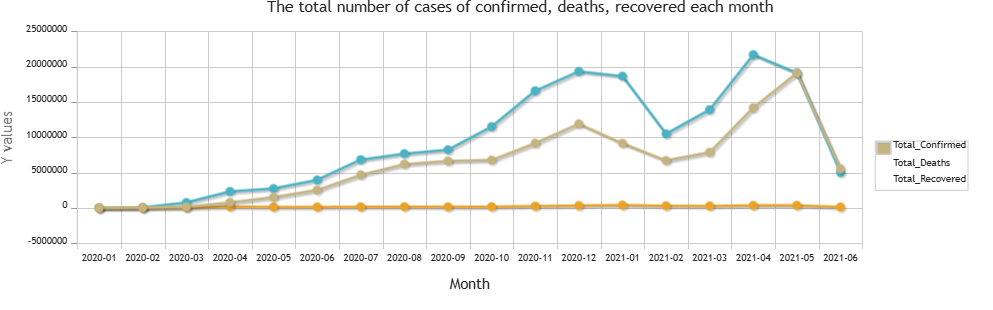 The total number of cases of confirmed, deaths, recovered each month
25000000
20000000
15000000
10000000
5000000
0
-5000000
Y values
2020-01 2020-02 2020-03 2020-04 2020-05 2020-06 2020-07 2020-08 2020-09 2020-10 2020-11 2020-12 2021-01 2021-02 2021-03 2021-04 2021-05 2021-06
Month
Total_Confirmed
Total_Deaths
Total_Recovered